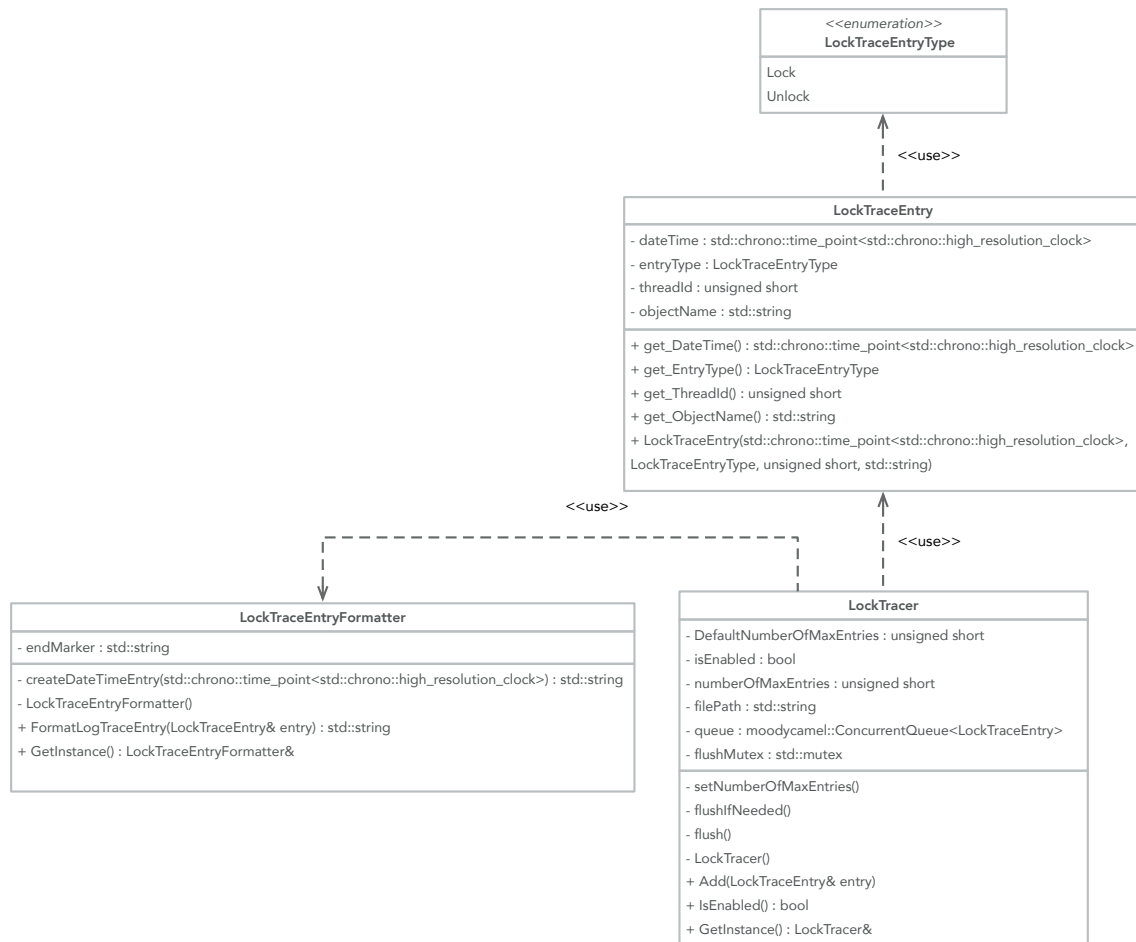 <<enumeration>>
LockTraceEntryType
Lock
Unlock
<<use>>
LockTraceEntry
- dateTime : std::chrono::time_point<std::chrono::high_resolution_clock>
- entryType : LockTraceEntryType
- threadId : unsigned short
- objectName : std::string
+ get_DateTime() : std::chrono::time_point<std::chrono::high_resolution_clock>
+ get_EntryType() : LockTraceEntryType
+ get_ThreadId() : unsigned short
+ get_ObjectName() : std::string
+ LockTraceEntry(std::chrono::time_point<std::chrono::high_resolution_clock>,
LockTraceEntryType, unsigned short, std::string)
<<use>>
<<use>>
LockTraceEntryFormatter
- endMarker : std::string
- createDateTimeEntry(std::chrono::time_point<std::chrono::high_resolution_clock>) : std::string
- LockTraceEntryFormatter()
+ FormatLogTraceEntry(LockTraceEntry& entry) : std::string
+ GetInstance() : LockTraceEntryFormatter&
LockTracer
- DefaultNumberOfMaxEntries : unsigned short
- isEnabled : bool
- numberOfMaxEntries : unsigned short
- filePath : std::string
- queue : moodycamel::ConcurrentQueue<LockTraceEntry>
- flushMutex : std::mutex
- setNumberOfMaxEntries()
- flushIfNeeded()
- flush()
- LockTracer()
+ Add(LockTraceEntry& entry)
+ IsEnabled() : bool
+ GetInstance() : LockTracer&